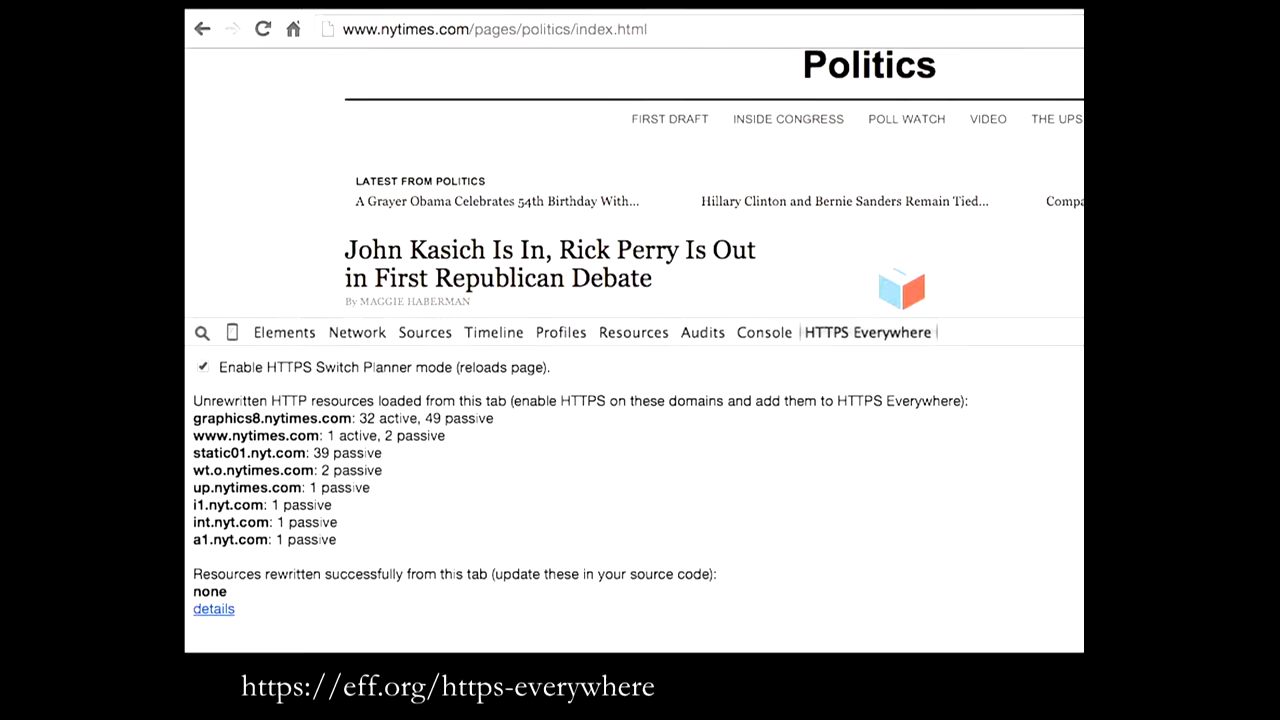 www.nytimes.com/pages/politics/index.html
Politics
FIRST DRAFT INSIDE CONGRESS POLL WATCH VIDEO THE UPS
LATEST FROM POLITICS
A Grayer Obama Celebrates 54th Birthday With... Hillary Clinton and Bernie Sanders Remain Tied... Compa
John Kasich Is In, Rick Perry Is Out
in First Republican Debate
By MAGGIE HABERMAN
Elements Network Sources Timeline Profiles Resources Audits Console HTTPS Everywhere
Enable HTTPS Switch Planner mode (reloads page).
Unrewritten HTTP resources loaded from this tab (enable HTTPS on these domains and add them to HTTPS Everywhere):
graphics8.nytimes.com: 32 active, 49 passive
www.nytimes.com: 1 active, 2 passive
static01.nyt.com: 39 passive
wt.o.nytimes.com: 2 passive
up.nytimes.com: 1 passive
i1.nyt.com: 1 passive
int.nyt.com: 1 passive
a1.nyt.com: 1 passive
Resources rewritten successfully from this tab (update these in your source code):
none
details
https://eff.org/https-everywhere